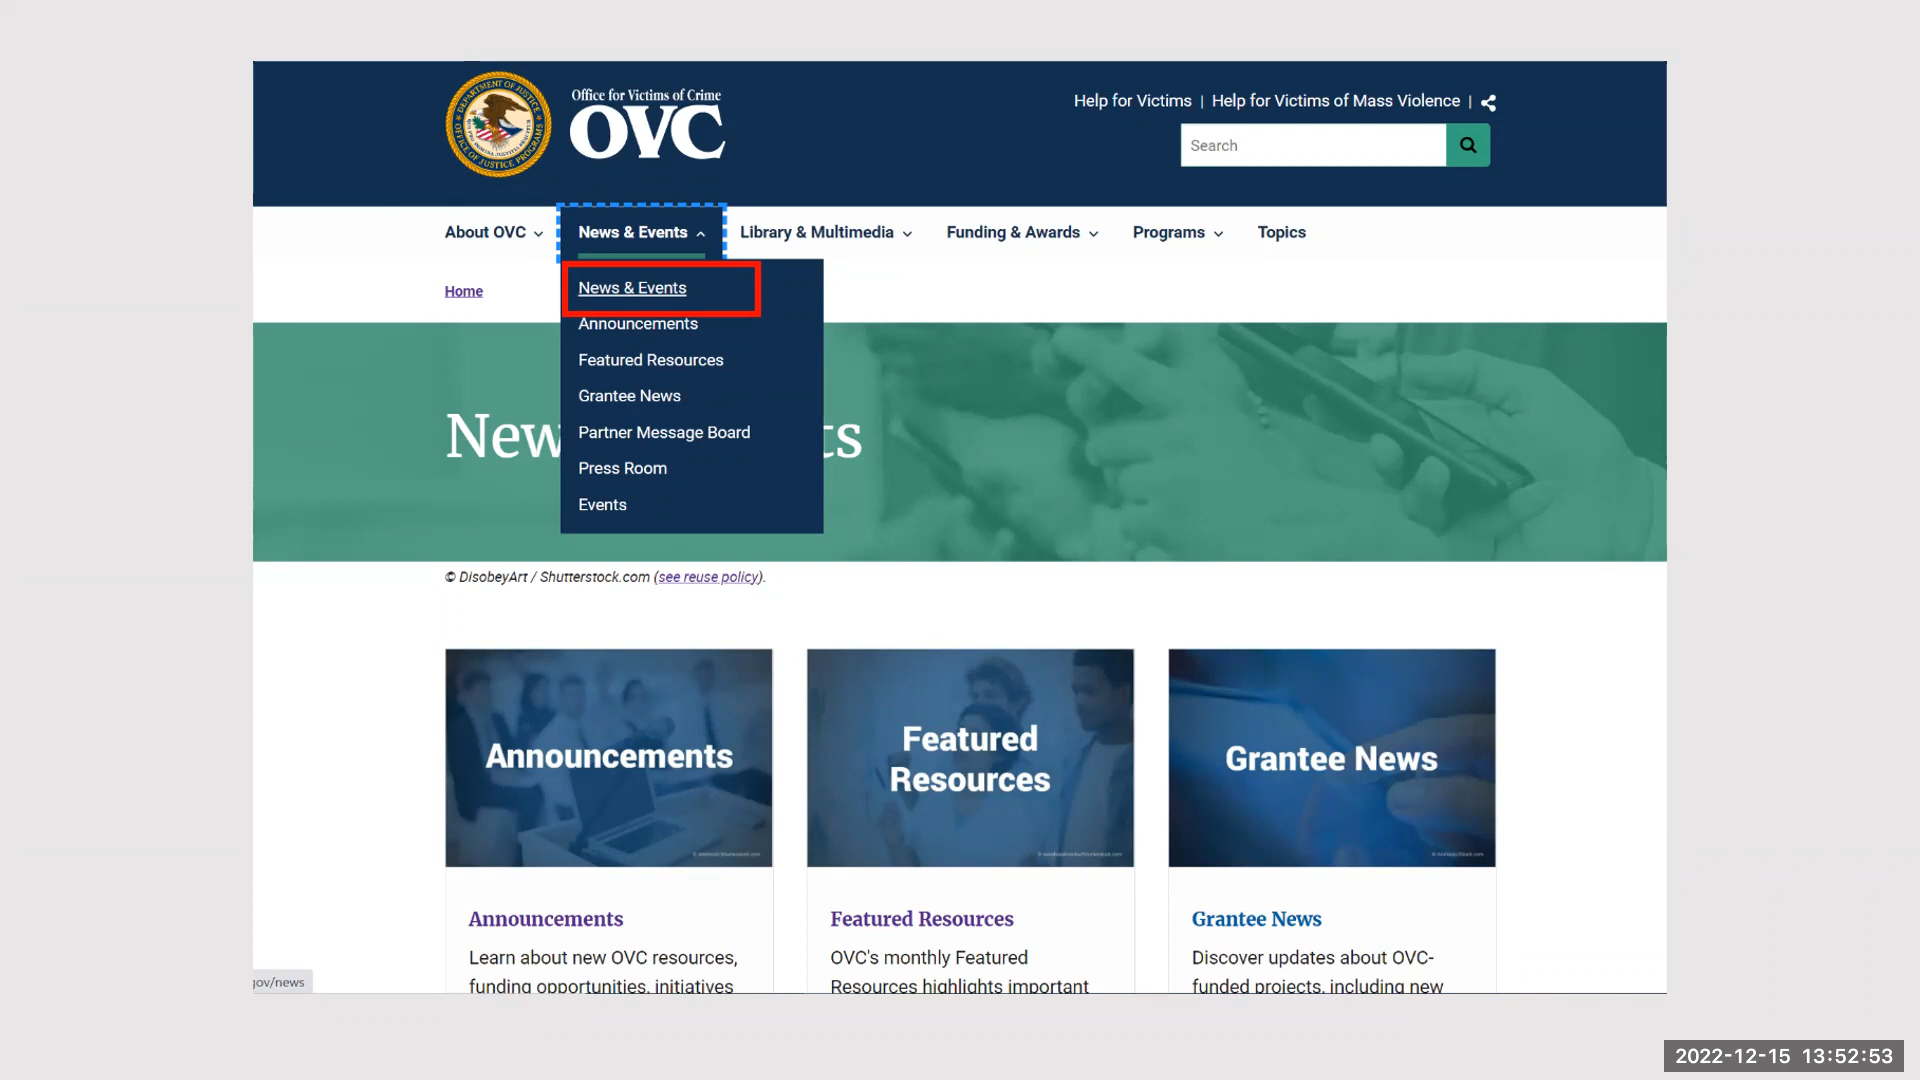 Office for Victims of Crime
OVC
Help for Victims | Help for Victims of Mass Violence |
Search
About OVC
News & Events
Library & Multimedia
Funding & Awards
Programs
Topics
Home
News & Events
Announcements
Featured Resources
Grantee News
Partner Message Board
Press Room
Events
New
ts
© DisobeyArt / Shutterstock.com (see reuse policy).
Announcements
Featured
Resources
Grantee News
Announcements
Learn about new OVC resources,
funding opportunities, initiatives
Featured Resources
OVC's monthly Featured
Resources highlights important
Grantee News
Discover updates about OVC-
funded projects, including new
gov/news
2022-12-15 13:52:53